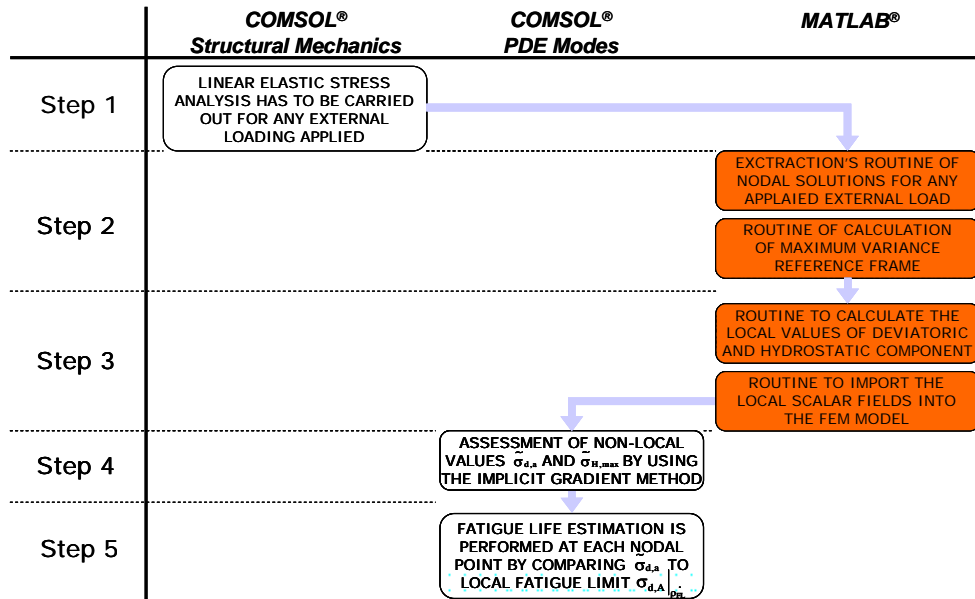 COMSOL®
Structural Mechanics
COMSOL®
PDE Modes
MATLAB®
Step 1
LINEAR ELASTIC STRESS
ANALYSIS HAS TO BE CARRIED
OUT FOR ANY EXTERNAL
LOADING APPLIED
Step 2
EXCTRACTION'S ROUTINE OF
NODAL SOLUTIONS FOR ANY
APPLAIED EXTERNAL LOAD
ROUTINE OF CALCULATION
OF MAXIMUM VARIANCE
REFERENCE FRAME
Step 3
ROUTINE TO CALCULATE THE
LOCAL VALUES OF DEVIATORIC
AND HYDROSTATIC COMPONENT
ROUTINE TO IMPORT THE
LOCAL SCALAR FIELDS INTO
THE FEM MODEL
Step 4
ASSESSMENT OF NON-LOCAL
VALUES σ̃d,a AND σ̃H,max BY USING
THE IMPLICIT GRADIENT METHOD
Step 5
FATIGUE LIFE ESTIMATION IS
PERFORMED AT EACH NODAL
POINT BY COMPARING σ̃d,a TO
LOCAL FATIGUE LIMIT σd,A|